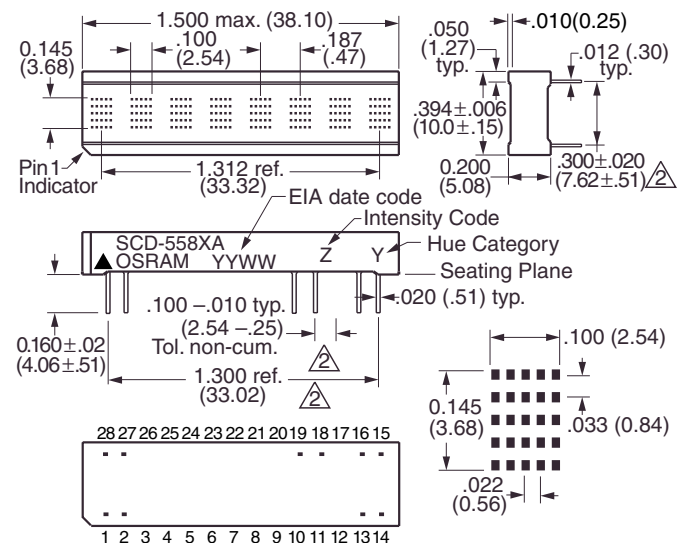 1.500 max. (38.10)
.010(0.25)
0.145
(3.68)
.100
(2.54)
.187
(.47)
.050
(1.27)
typ.
.012 (.30)
typ.
.394±.006
(10.0±.15)
Pin 1
Indicator
1.312 ref.
(33.32)
0.200
(5.08)
.300±.020
(7.62±.51)
2
EIA date code
Intensity Code
Hue Category
SCD-558XA
OSRAM YYWW Z Y
Seating Plane
.020 (.51) typ.
.100 –.010 typ.
(2.54 –.25)
Tol. non-cum.
2
0.160±.02
(4.06±.51)
1.300 ref.
(33.02)
2
.100 (2.54)
0.145
(3.68)
.033 (0.84)
.022
(0.56)
28 27 26 25 24 23 22 21 20 19 18 17 16 15
1 2 3 4 5 6 7 8 9 10 11 12 13 14